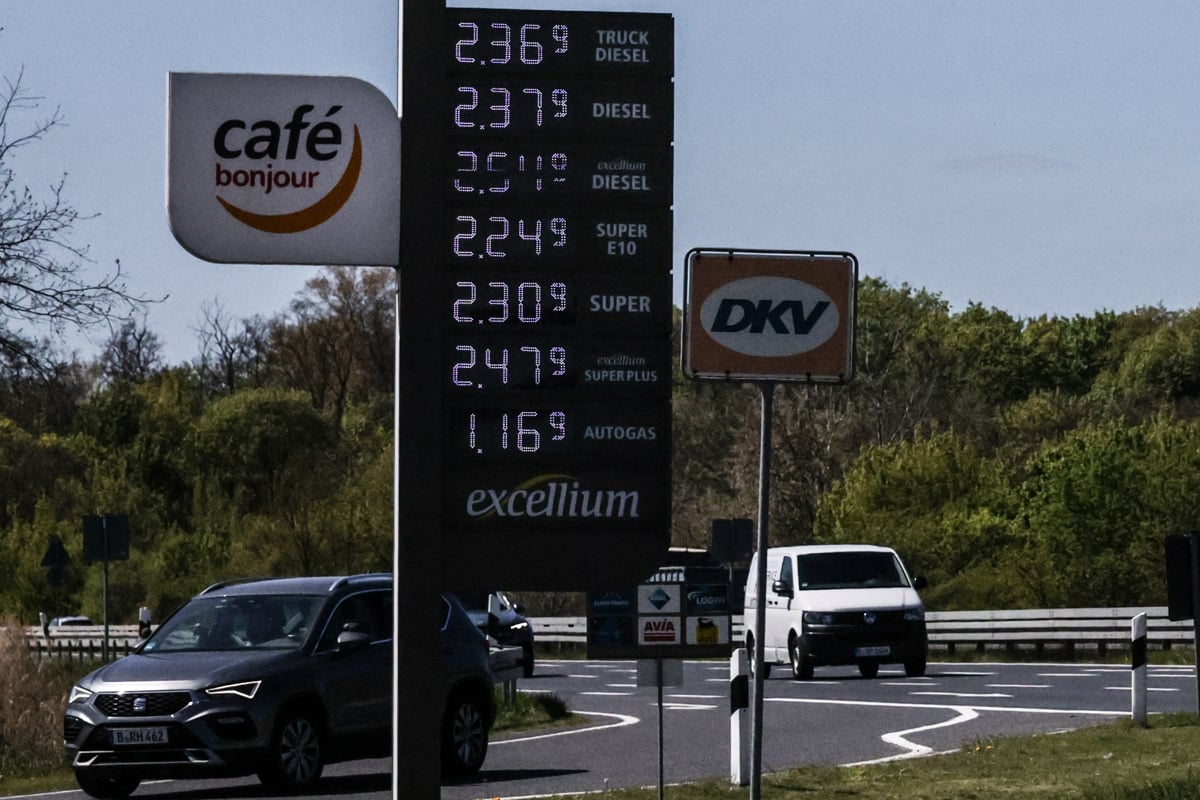 café
bonjour
2.36⁹ TRUCK
DIESEL
2.37⁹ DIESEL
excellium
DIESEL
2.24⁹ SUPER
E10
2.30⁹ SUPER
2.47⁹ excellium
SUPER PLUS
1.16⁹ AUTOGAS
excellium
DKV
AVIA
B RH 462